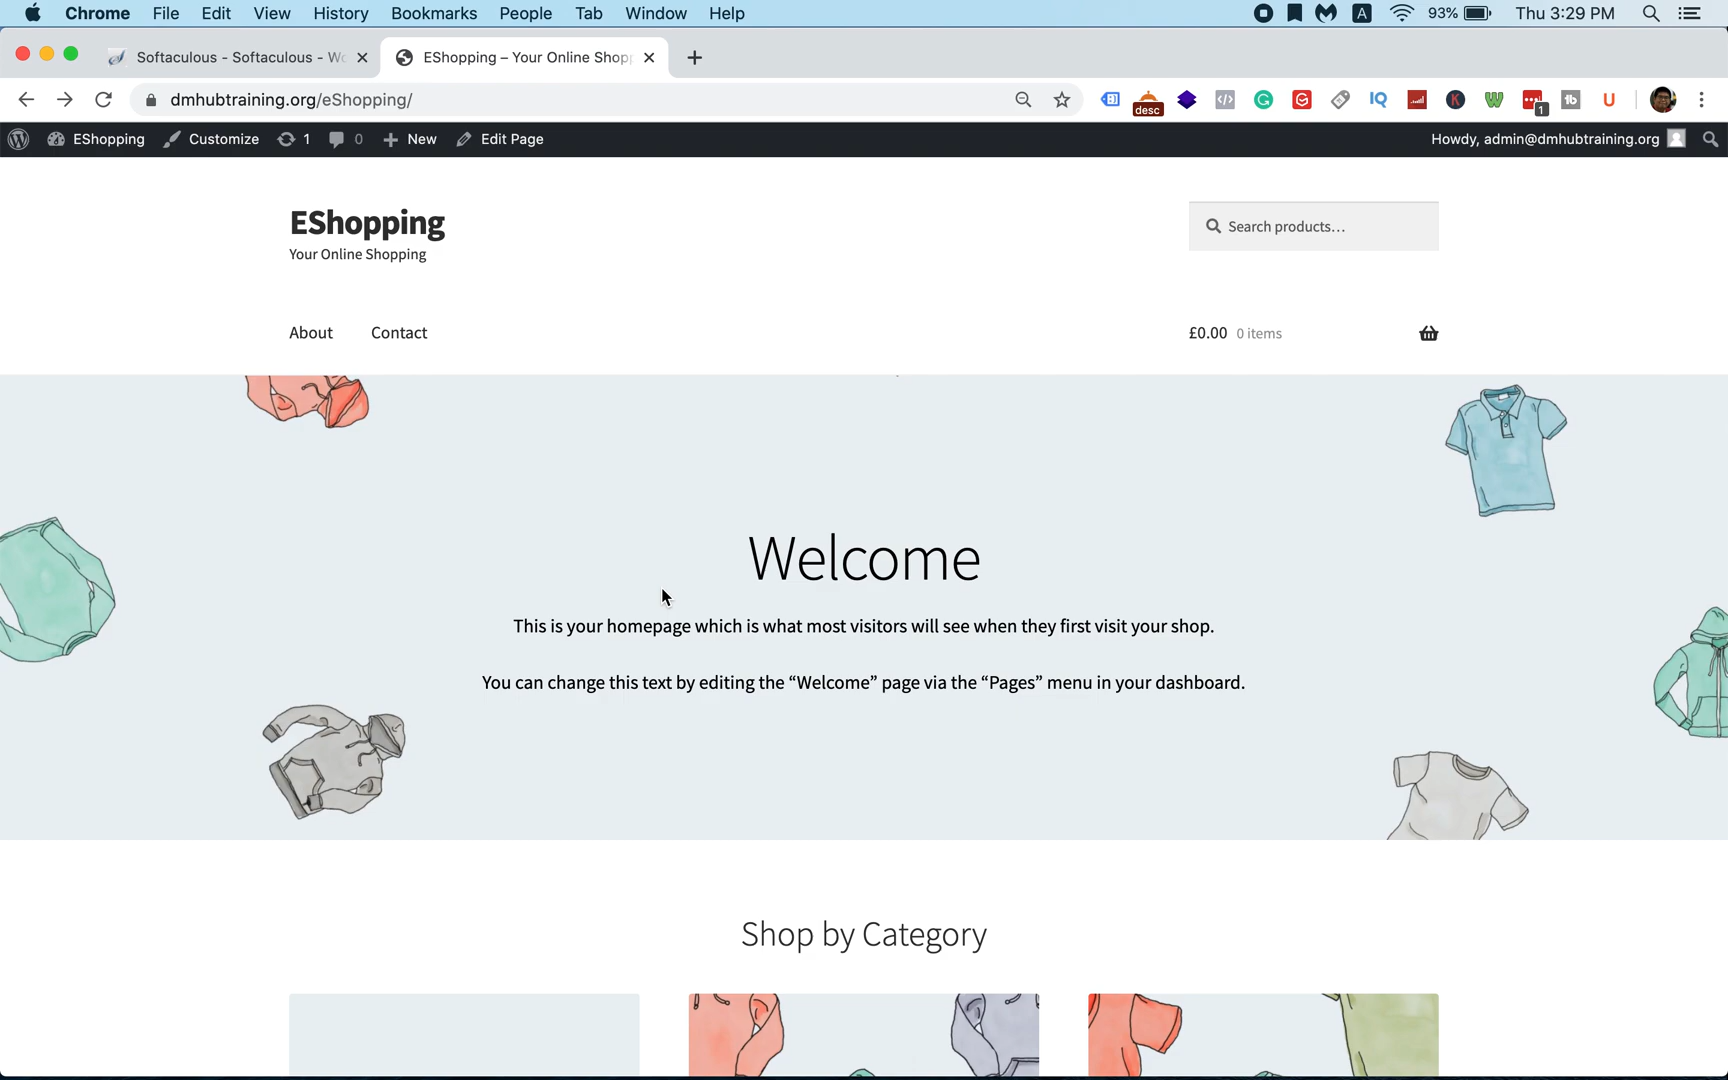 Chrome File Edit View History Bookmarks People Tab Window Help A 93% Thu 3:29 PM
Softaculous - Softaculous - Wo EShopping – Your Online Shopp
dmhubtraining.org/eShopping/ desc IQ K W 1 tb U
EShopping Customize 1 0 New Edit Page Howdy, admin@dmhubtraining.org
EShopping
Your Online Shopping
Search products…
About Contact £0.00 0 items
Welcome
This is your homepage which is what most visitors will see when they first visit your shop.
You can change this text by editing the “Welcome” page via the “Pages” menu in your dashboard.
Shop by Category